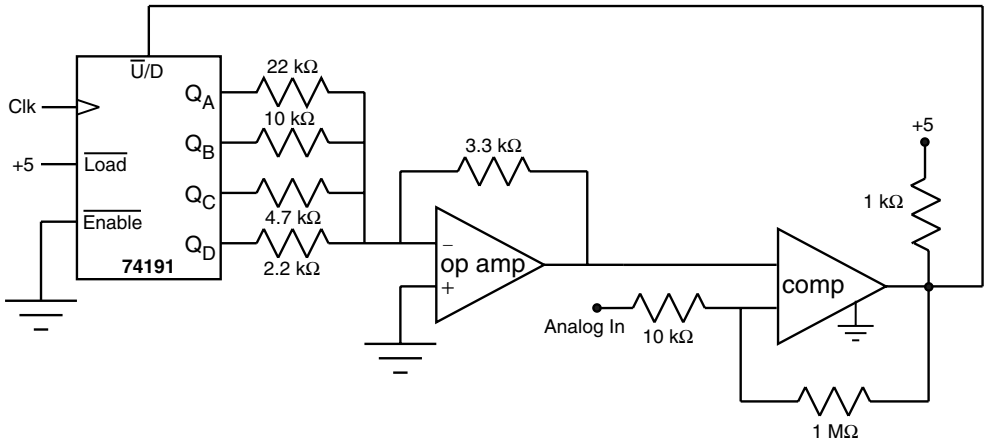 U/D
22 kΩ
Clk
Q_A
10 kΩ
Q_B
+5
Load
Q_C
4.7 kΩ
Enable
Q_D
2.2 kΩ
74191
3.3 kΩ
−
op amp
+
+5
1 kΩ
comp
Analog In
10 kΩ
1 MΩ